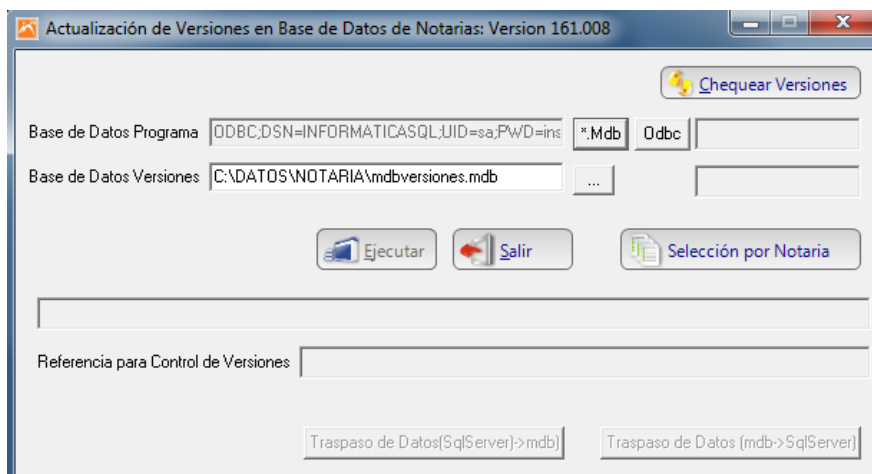 Actualización de Versiones en Base de Datos de Notarias: Version 161.008
Chequear Versiones
Base de Datos Programa ODBC;DSN=INFORMATICASQL;UID=sa;PWD=ins *.Mdb Odbc
Base de Datos Versiones C:\DATOS\NOTARIA\mdbversiones.mdb ...
Ejecutar Salir Selección por Notaria
Referencia para Control de Versiones
Traspaso de Datos(SqlServer)->mdb) Traspaso de Datos (mdb->SqlServer)